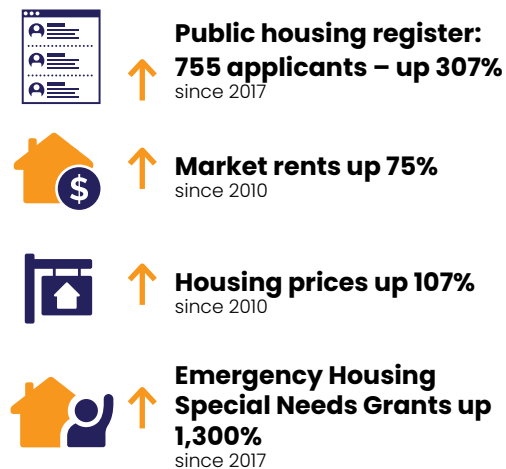 Public housing register:
755 applicants – up 307%
since 2017
$
Market rents up 75%
since 2010
Housing prices up 107%
since 2010
Emergency Housing
Special Needs Grants up
1,300%
since 2017